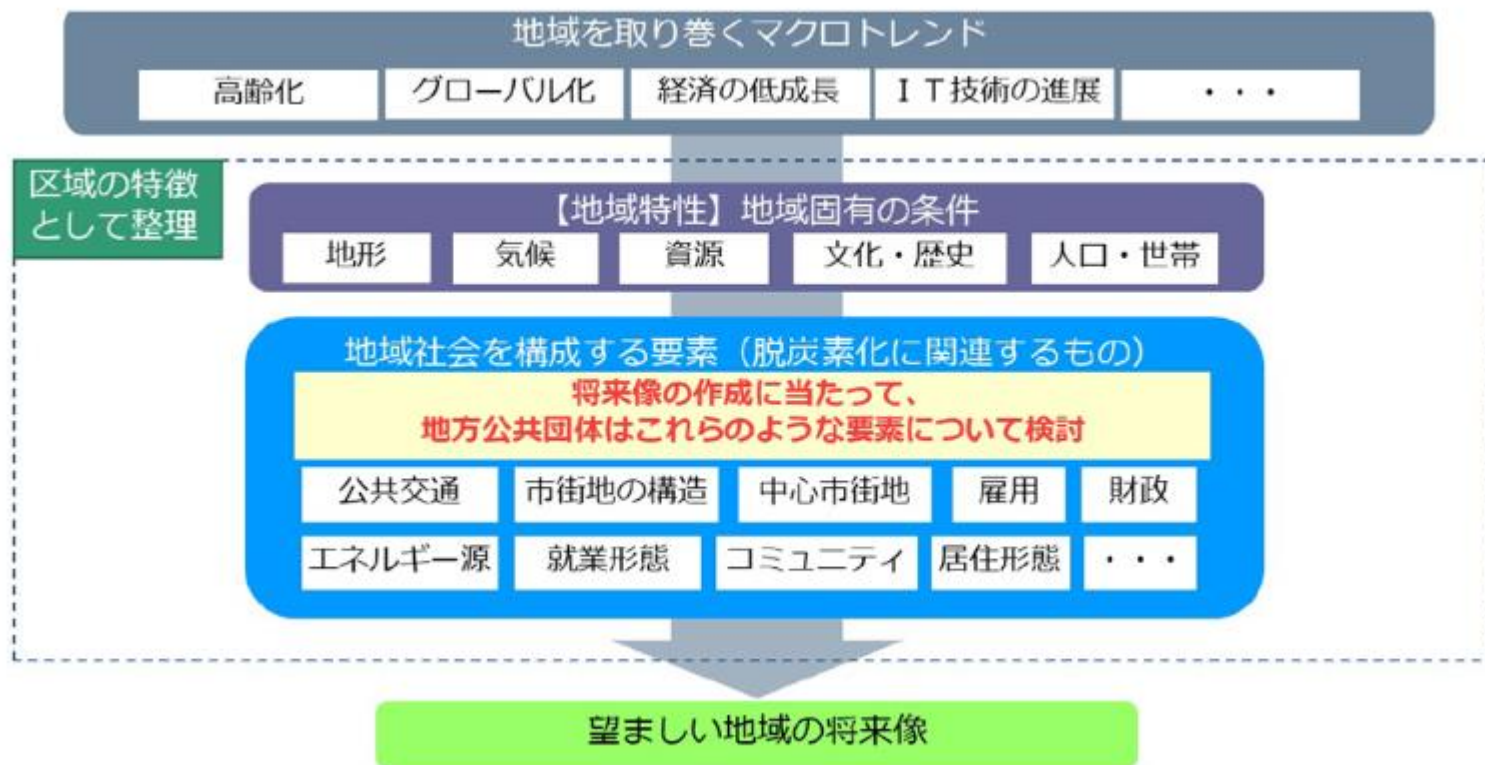 地域を取り巻くマクロトレンド
高齢化
グローバル化
経済の低成長
IT技術の進展
・・・
区域の特徴
として整理
【地域特性】地域固有の条件
地形
気候
資源
文化・歴史
人口・世帯
地域社会を構成する要素（脱炭素化に関連するもの）
将来像の作成に当たって、
地方公共団体はこれらのような要素について検討
公共交通
市街地の構造
中心市街地
雇用
財政
エネルギー源
就業形態
コミュニティ
居住形態
・・・
望ましい地域の将来像